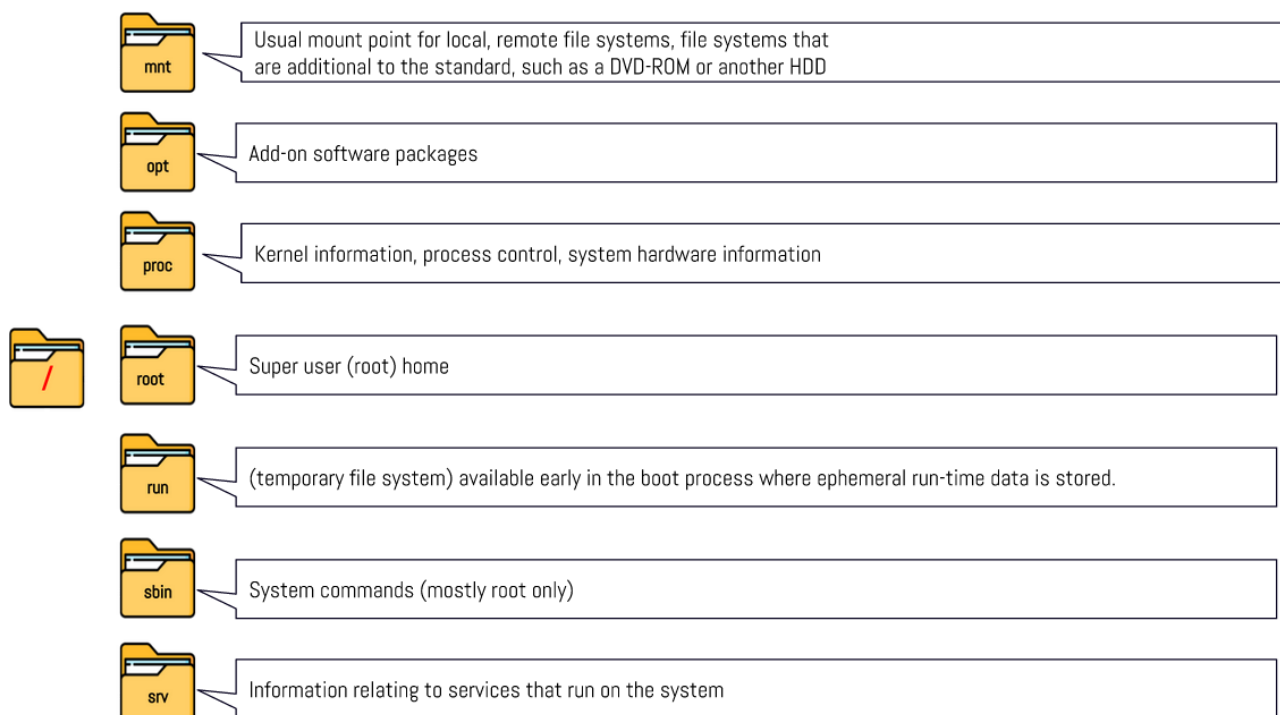 mnt
Usual mount point for local, remote file systems, file systems that
are additional to the standard, such as a DVD-ROM or another HDD
opt
Add-on software packages
proc
Kernel information, process control, system hardware information
/
root
Super user (root) home
run
(temporary file system) available early in the boot process where ephemeral run-time data is stored.
sbin
System commands (mostly root only)
srv
Information relating to services that run on the system